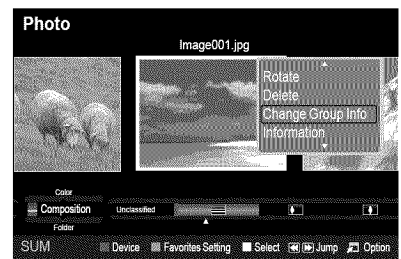 Photo
Image001.jpg
Rotate
Delete
Change Group Info
Information
Color
Composition
Unclassified
Folder
SUM
Device
Favorites Setting
Select
Jump
Option